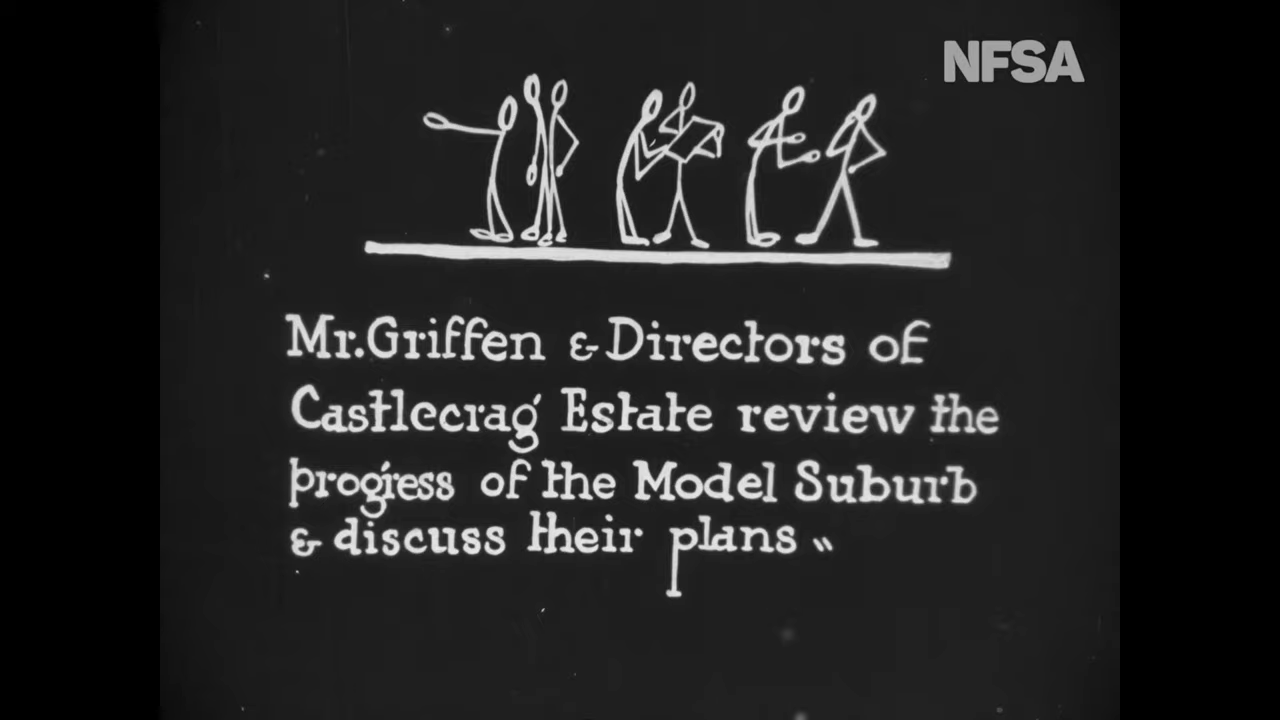 NFSA
Mr. Griffen & Directors of
Castlecrag Estate review the
progress of the Model Suburb
& discuss their plans „